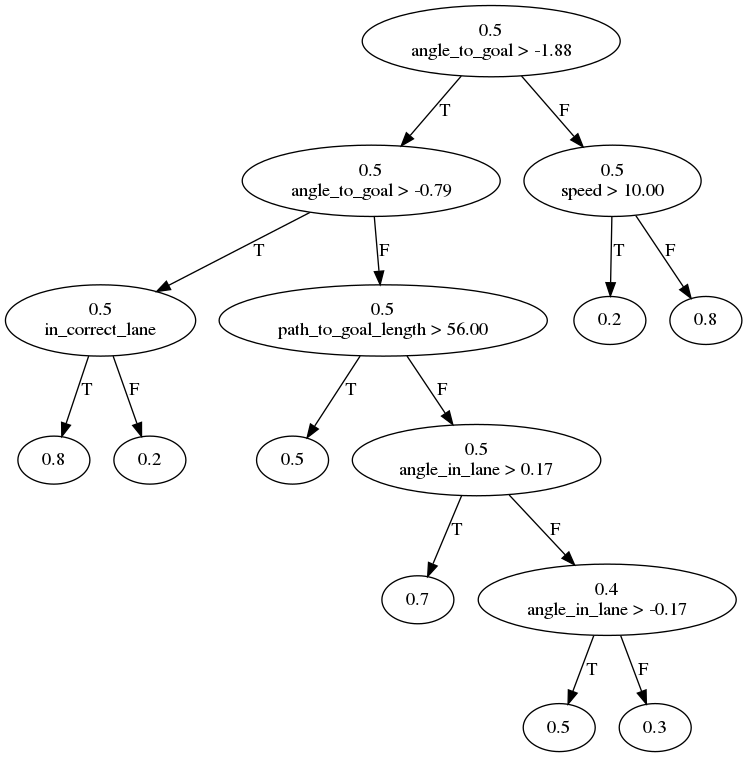 0.5
angle_to_goal > -1.88
T
F
0.5
angle_to_goal > -0.79
0.5
speed > 10.00
T
F
T
F
0.5
in_correct_lane
0.5
path_to_goal_length > 56.00
0.2
0.8
T
F
T
F
0.8
0.2
0.5
0.5
angle_in_lane > 0.17
T
F
0.7
0.4
angle_in_lane > -0.17
T
F
0.5
0.3